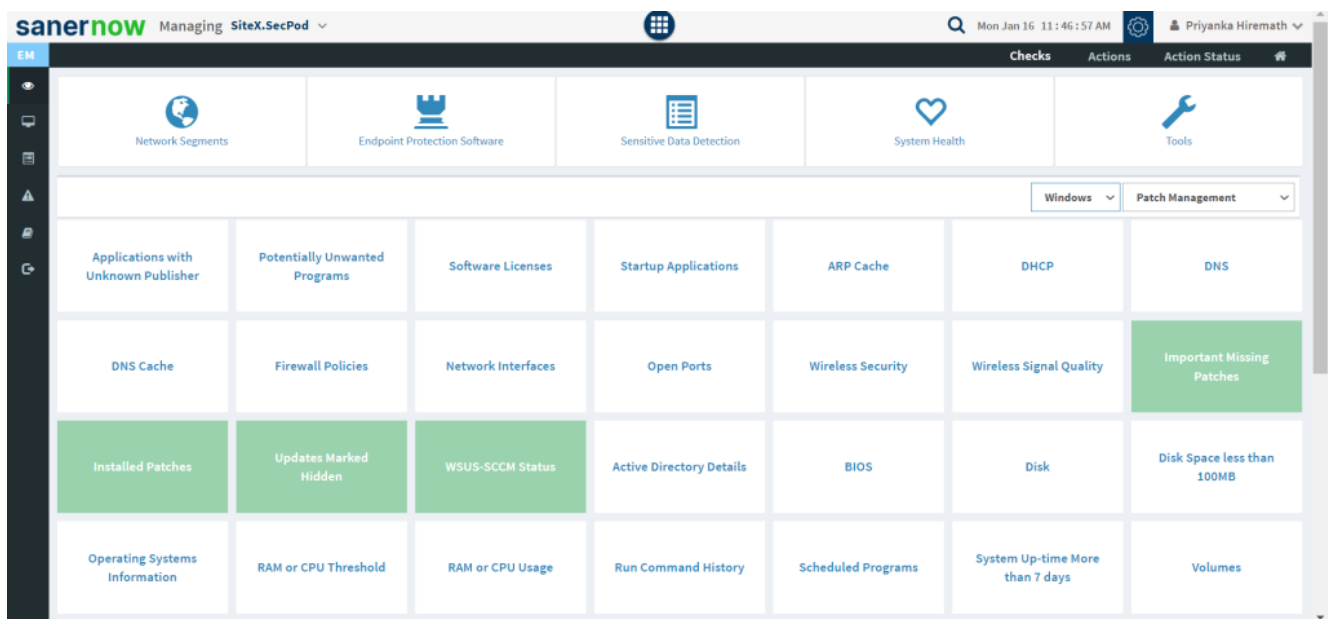 sanernow Managing SiteX.SecPod Mon Jan 16 11:46:57 AM Priyanka Hiremath
EM Checks Actions Action Status
Network Segments Endpoint Protection Software Sensitive Data Detection System Health Tools
Windows Patch Management
Applications with Unknown Publisher
Potentially Unwanted Programs
Software Licenses
Startup Applications
ARP Cache
DHCP
DNS
DNS Cache
Firewall Policies
Network Interfaces
Open Ports
Wireless Security
Wireless Signal Quality
Important Missing Patches
Installed Patches
Updates Marked Hidden
WSUS-SCCM Status
Active Directory Details
BIOS
Disk
Disk Space less than 100MB
Operating Systems Information
RAM or CPU Threshold
RAM or CPU Usage
Run Command History
Scheduled Programs
System Up-time More than 7 days
Volumes